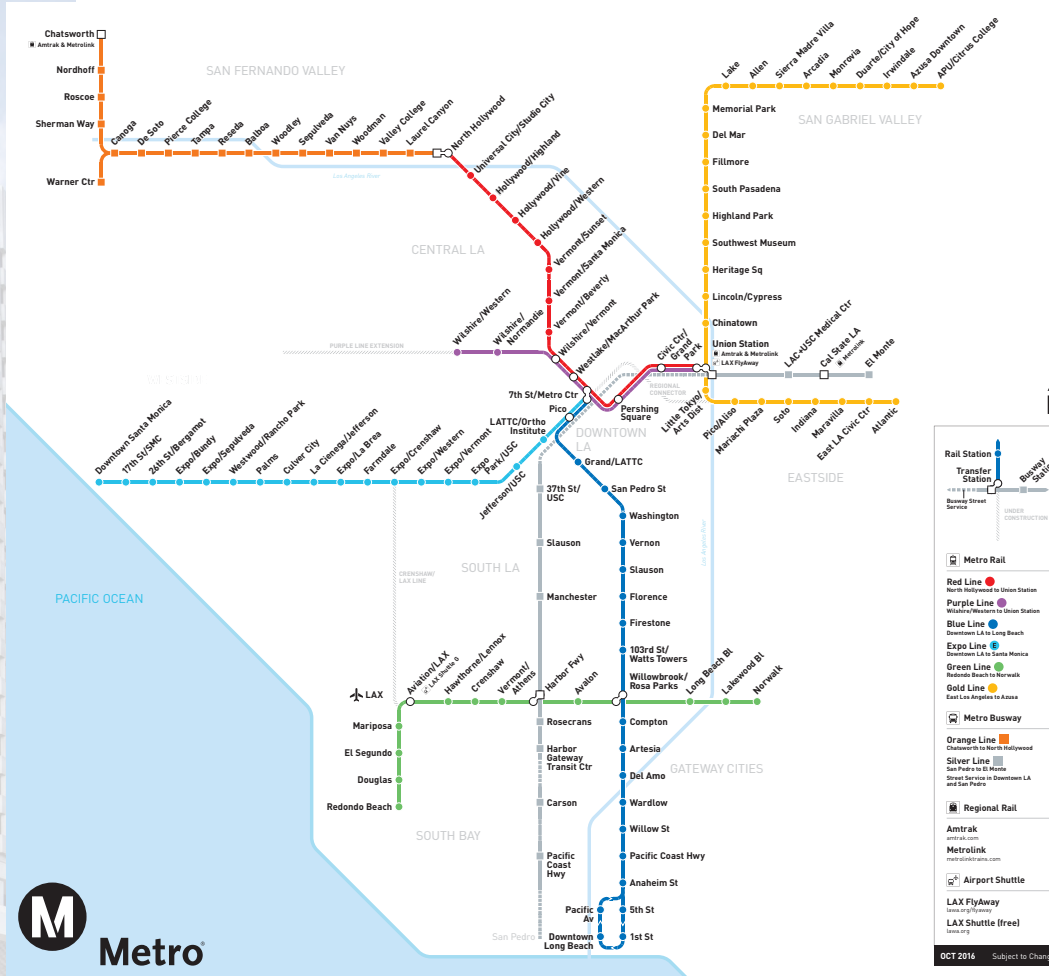 Chatsworth
Amtrak & Metrolink
Nordhoff
Roscoe
Sherman Way
Warner Ctr
SAN FERNANDO VALLEY
Canoga
De Soto
Pierce College
Tampa
Reseda
Balboa
Woodley
Sepulveda
Van Nuys
Woodman
Valley College
Laurel Canyon
North Hollywood
Los Angeles River
Universal City/Studio City
Hollywood/Highland
Hollywood/Vine
Hollywood/Western
Vermont/Sunset
Vermont/Santa Monica
Vermont/Beverly
Wilshire/Vermont
Westlake/MacArthur Park
CENTRAL LA
Wilshire/Western
Wilshire/
Normandie
PURPLE LINE EXTENSION
7th St/Metro Ctr
Pico
LATTC/Ortho
Institute
Pershing
Square
Civic Ctr/
Grand
Park
REGIONAL
CONNECTOR
DOWNTOWN
LA
Lake
Allen
Sierra Madre Villa
Arcadia
Monrovia
Duarte/City of Hope
Irwindale
Azusa Downtown
APU/Citrus College
SAN GABRIEL VALLEY
Memorial Park
Del Mar
Fillmore
South Pasadena
Highland Park
Southwest Museum
Heritage Sq
Lincoln/Cypress
Chinatown
Union Station
Amtrak & Metrolink
LAX FlyAway
LAC+USC Medical Ctr
Cal State LA
Metrolink
El Monte
Little Tokyo/
Arts Dist
Pico/Aliso
Mariachi Plaza
Soto
Indiana
Maravilla
East LA Civic Ctr
Atlantic
EASTSIDE
Los Angeles River
Downtown Santa Monica
17th St/SMC
26th St/Bergamot
Expo/Bundy
Expo/Sepulveda
Westwood/Rancho Park
Palms
Culver City
La Cienega/Jefferson
Expo/La Brea
Farmdale
Expo/Crenshaw
Expo/Western
Expo/Vermont
Expo
Park/USC
Jefferson/USC
CRENSHAW/
LAX LINE
SOUTH LA
PACIFIC OCEAN
37th St/
USC
Slauson
Manchester
Harbor Fwy
Rosecrans
Harbor
Gateway
Transit Ctr
Carson
Pacific
Coast
Hwy
San Pedro
Grand/LATTC
San Pedro St
Washington
Vernon
Slauson
Florence
Firestone
103rd St/
Watts Towers
Willowbrook/
Rosa Parks
Compton
Artesia
Del Amo
Wardlow
Willow St
Pacific Coast Hwy
Anaheim St
5th St
1st St
Pacific
Av
Downtown
Long Beach
LAX
Aviation/LAX
LAX Shuttle G
Hawthorne/Lennox
Crenshaw
Vermont/
Athens
Avalon
Long Beach Bl
Lakewood Bl
Norwalk
Mariposa
El Segundo
Douglas
Redondo Beach
SOUTH BAY
GATEWAY CITIES
M
Metro
Rail Station
Transfer
Station
Busway Street
Service
Busway
UNDER
CONSTRUCTION
Metro Rail
Red Line
North Hollywood to Union Station
Purple Line
Wilshire/Western to Union Station
Blue Line
Downtown LA to Long Beach
Expo Line E
Downtown LA to Santa Monica
Green Line
Redondo Beach to Norwalk
Gold Line
East Los Angeles to Azusa
Metro Busway
Orange Line
Chatsworth to North Hollywood
Silver Line
San Pedro to El Monte
Street Service in Downtown LA
and San Pedro
Regional Rail
Amtrak
amtrak.com
Metrolink
metrolinktrains.com
Airport Shuttle
LAX FlyAway
lawa.org/flyaway
LAX Shuttle (free)
lawa.org
OCT 2016 Subject to Chang